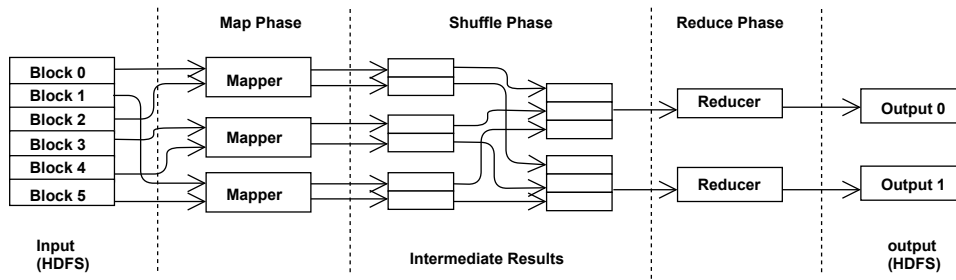 Map Phase
Shuffle Phase
Reduce Phase
Block 0
Block 1
Block 2
Block 3
Block 4
Block 5
Mapper
Mapper
Mapper
Reducer
Reducer
Output 0
Output 1
Input
(HDFS)
Intermediate Results
output
(HDFS)